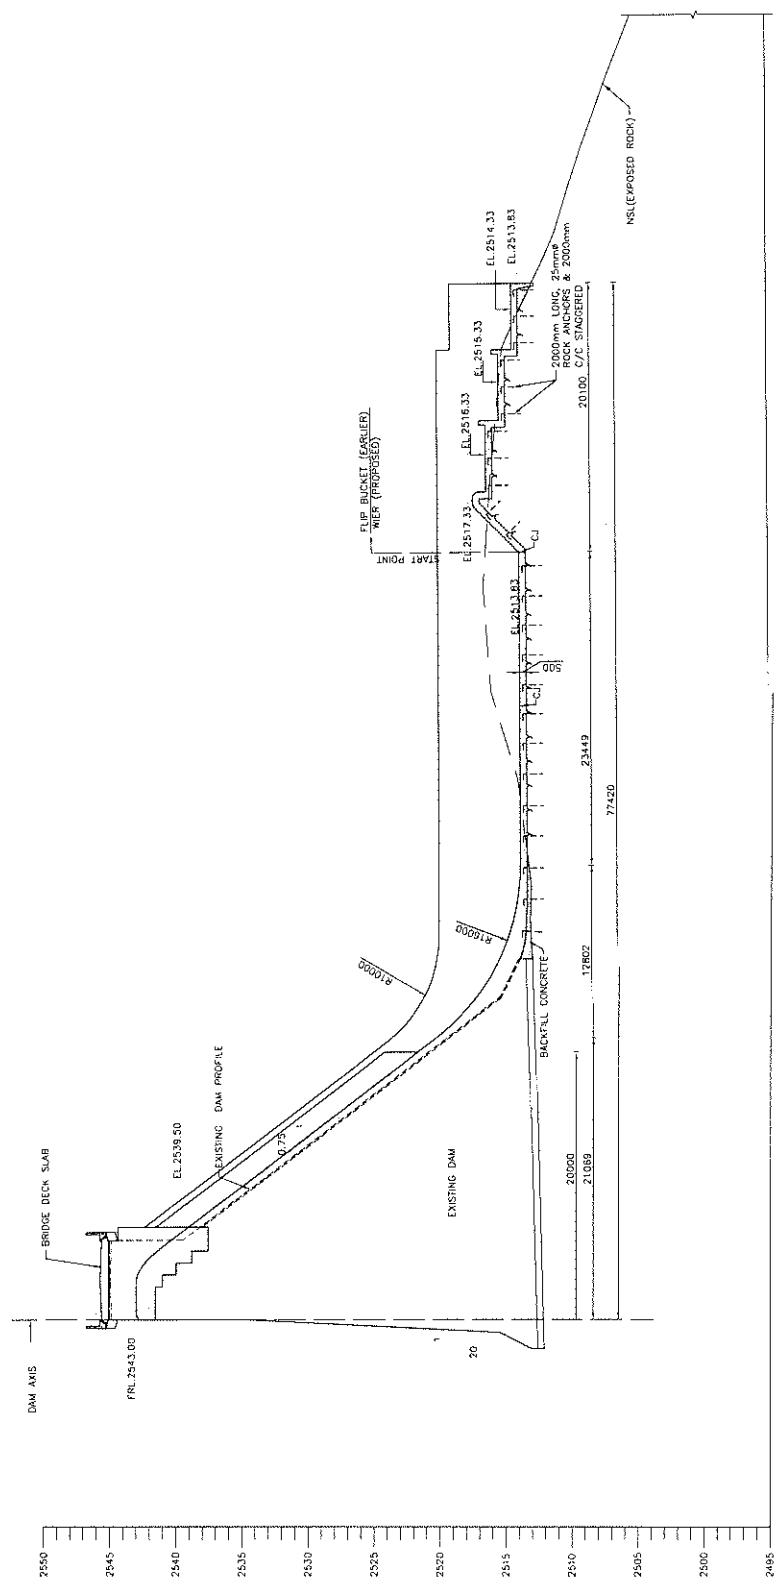 DAM AXIS
FRL.2543.00
BRIDGE DECK SLAB
EL.2539.50
EXISTING DAM PROFILE
0.75
1
EXISTING DAM
1
20
R10000
R16000
BACKFILL CONCRETE
FLIP BUCKET (EARLIER)
WIER (PROPOSED)
START POINT
EL.2513.83
EL.2517.33
EL.2516.33
EL.2515.33
EL.2514.33
EL.2513.83
CJ
CJ
500
2000mm LONG, 25mmø
ROCK ANCHORS @ 2000mm
C/C STAGGERED
NSL(EXPOSED ROCK)
20000
21069
12802
23449
20100
77420
2550
2545
2540
2535
2530
2525
2520
2515
2510
2505
2500
2495